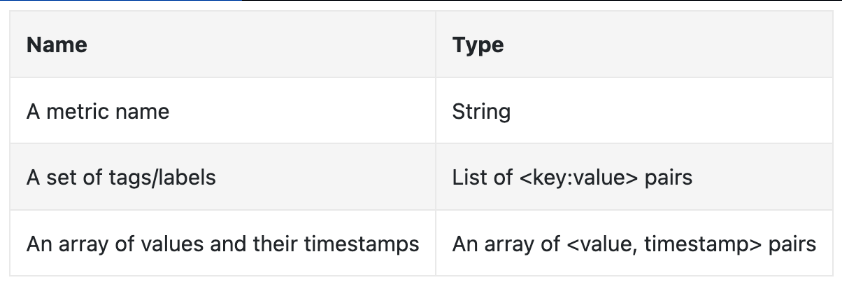 Name Type
A metric name String
A set of tags/labels List of <key:value> pairs
An array of values and their timestamps An array of <value, timestamp> pairs